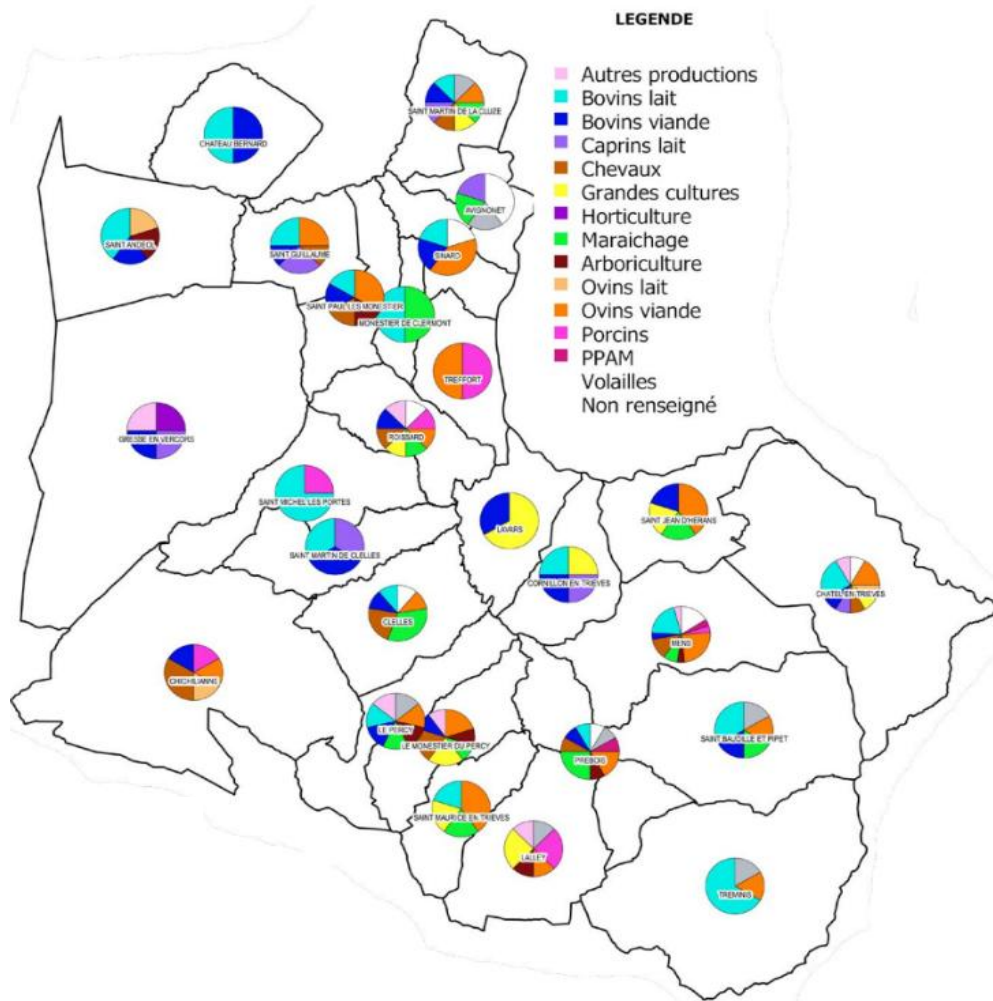 LEGENDE
Autres productions
Bovins lait
Bovins viande
Caprins lait
Chevaux
Grandes cultures
Horticulture
Maraichage
Arboriculture
Ovins lait
Ovins viande
Porcins
PPAM
Volailles
Non renseigné
SAINT MARTIN DE LA CLUZE
CHATEAU BERNARD
AVIGNONET
SAINT ANDEOL
SAINT GUILLAUME
SINARD
SAINT PAUL LES MONESTIER
MONESTIER DE CLERMONT
TREFFORT
GRESSE EN VERCORS
ROISSARD
SAINT MICHEL LES PORTES
LAVARS
SAINT JEAN D'HERANS
SAINT MARTIN DE CLELLES
CORNILLON EN TRIEVES
CHATEL EN TRIEVES
CLELLES
MENS
CHICHILIANNE
LE PERCY
LE MONESTIER DU PERCY
SAINT BAUDILLE ET PIPET
PREBOIS
SAINT MAURICE EN TRIEVES
LALLEY
TREMINIS